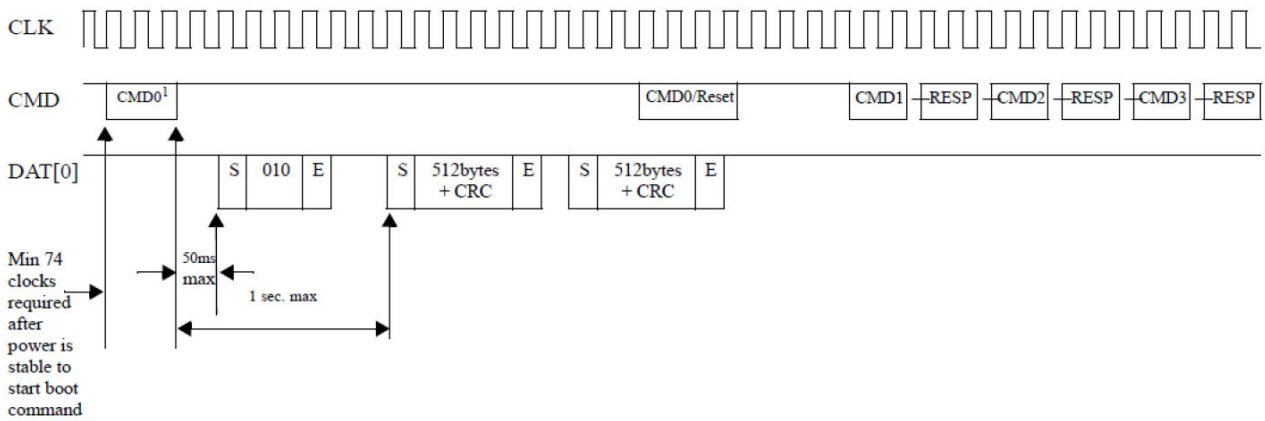 CLK
CMD
CMD0¹
CMD0/Reset
CMD1
RESP
CMD2
RESP
CMD3
RESP
DAT[0]
S
010
E
S
512bytes
+ CRC
E
S
512bytes
+ CRC
E
Min 74
clocks
required
after
power is
stable to
start boot
command
50ms
max
1 sec. max